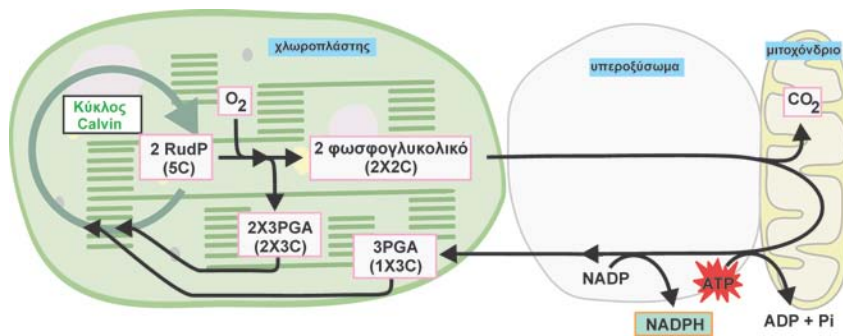 χλωροπλάστης
υπεροξύσωμα
μιτοχόνδριο
Κύκλος
Calvin
O2
CO2
2 RudP
(5C)
2 φωσφογλυκολικό
(2X2C)
2X3PGA
(2X3C)
3PGA
(1X3C)
NADP
ATP
NADPH
ADP + Pi